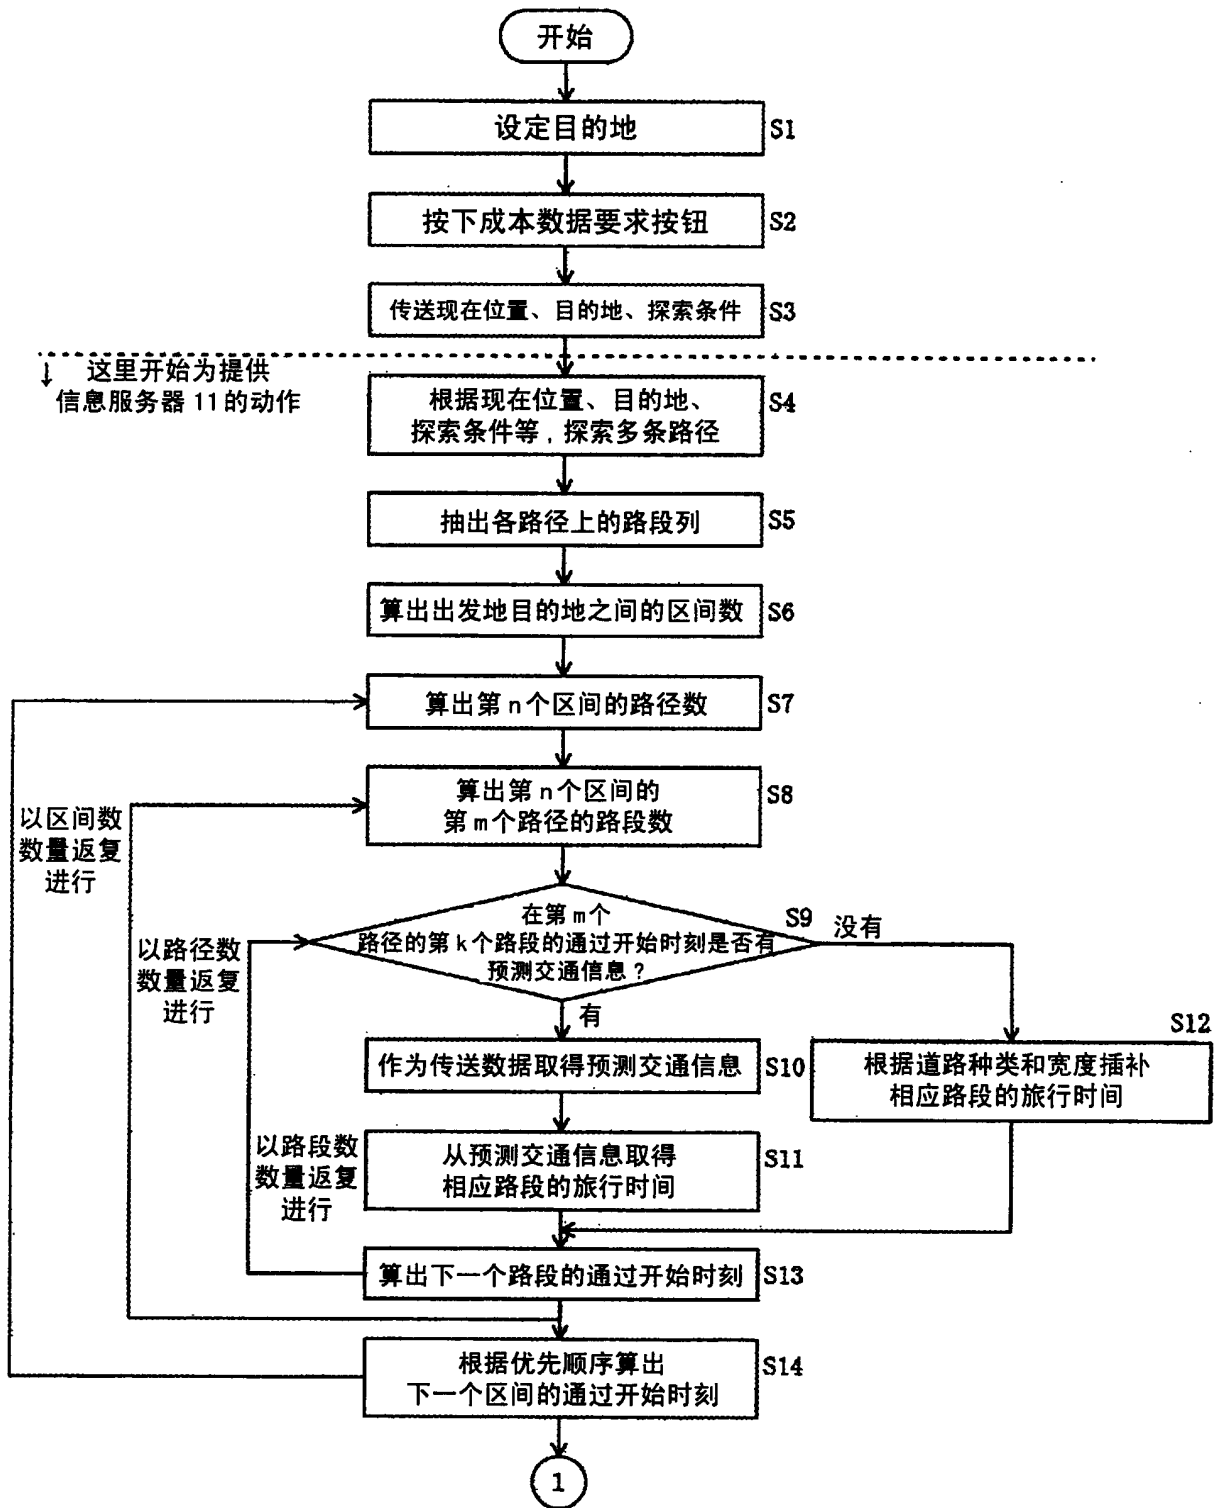 开始
设定目的地
S1
按下成本数据要求按钮
S2
传送现在位置、目的地、探索条件
S3
↓ 这里开始为提供
信息服务器 11 的动作
根据现在位置、目的地、
探索条件等，探索多条路径
S4
抽出各路径上的路段列
S5
算出出发地目的地之间的区间数
S6
算出第 n 个区间的路径数
S7
算出第 n 个区间的
第 m 个路径的路段数
S8
以区间数
数量返复
进行
在第 m 个
路径的第 k 个路段的通过开始时刻是否有
预测交通信息？
S9
没有
以路径数
数量返复
进行
有
作为传送数据取得预测交通信息
S10
S12
根据道路种类和宽度插补
相应路段的旅行时间
从预测交通信息取得
相应路段的旅行时间
S11
以路段数
数量返复
进行
算出下一个路段的通过开始时刻
S13
根据优先顺序算出
下一个区间的通过开始时刻
S14
1